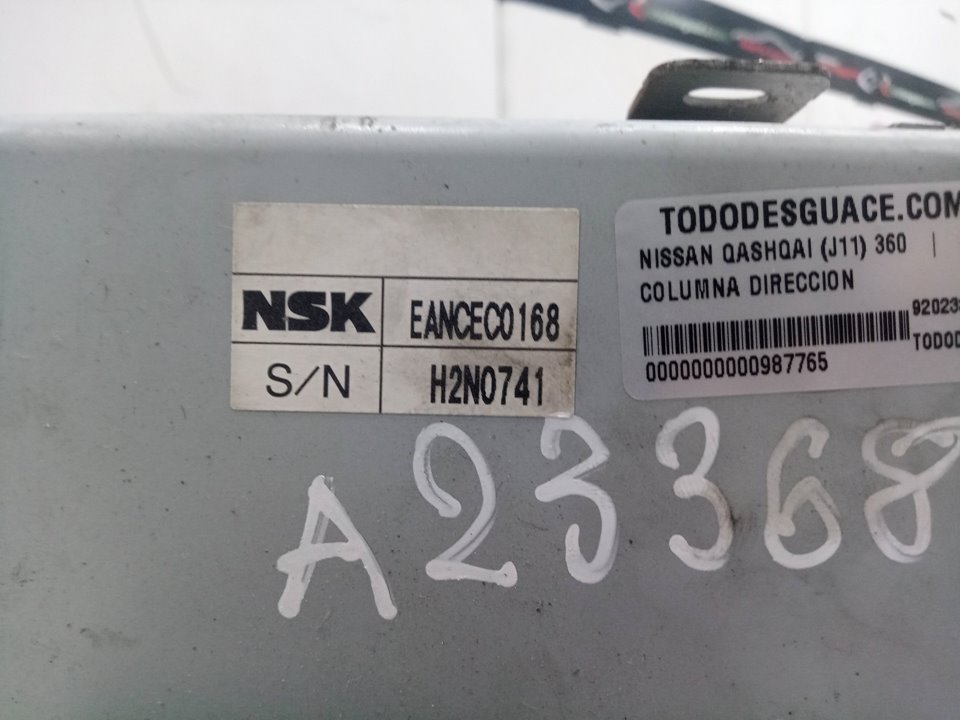 NSK EANCEC0168
S/N H2N0741
TODODESGUACE.COM
NISSAN QASHQAI (J11) 360 |
COLUMNA DIRECCION
0000000000987765
A23368